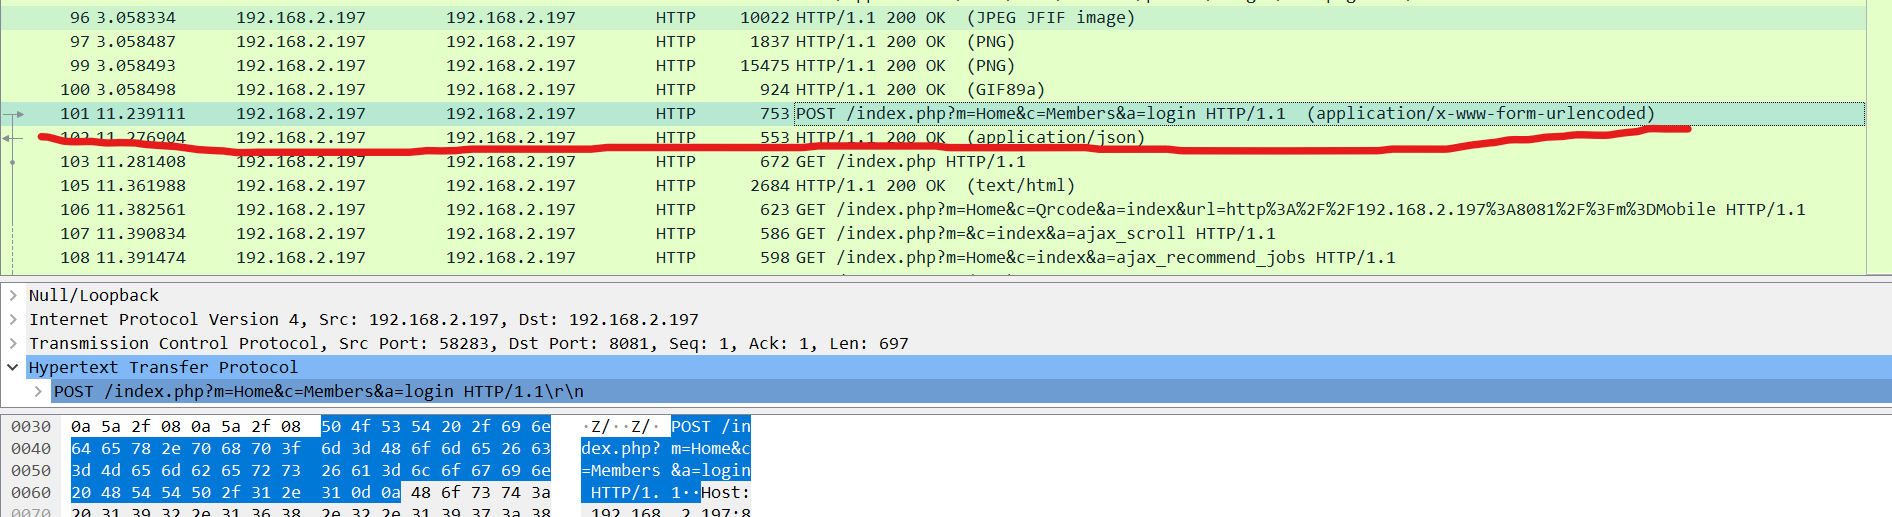 96 3.058334 192.168.2.197 192.168.2.197 HTTP 10022 HTTP/1.1 200 OK (JPEG JFIF image)
97 3.058487 192.168.2.197 192.168.2.197 HTTP 1837 HTTP/1.1 200 OK (PNG)
99 3.058493 192.168.2.197 192.168.2.197 HTTP 15475 HTTP/1.1 200 OK (PNG)
100 3.058498 192.168.2.197 192.168.2.197 HTTP 924 HTTP/1.1 200 OK (GIF89a)
101 11.239111 192.168.2.197 192.168.2.197 HTTP 753 POST /index.php?m=Home&c=Members&a=login HTTP/1.1 (application/x-www-form-urlencoded)
102 11.276904 192.168.2.197 192.168.2.197 HTTP 553 HTTP/1.1 200 OK (application/json)
103 11.281408 192.168.2.197 192.168.2.197 HTTP 672 GET /index.php HTTP/1.1
105 11.361988 192.168.2.197 192.168.2.197 HTTP 2684 HTTP/1.1 200 OK (text/html)
106 11.382561 192.168.2.197 192.168.2.197 HTTP 623 GET /index.php?m=Home&c=Qrcode&a=index&url=http%3A%2F%2F192.168.2.197%3A8081%2F%3Fm%3DMobile HTTP/1.1
107 11.390834 192.168.2.197 192.168.2.197 HTTP 586 GET /index.php?m=&c=index&a=ajax_scroll HTTP/1.1
108 11.391474 192.168.2.197 192.168.2.197 HTTP 598 GET /index.php?m=Home&c=index&a=ajax_recommend_jobs HTTP/1.1
Null/Loopback
Internet Protocol Version 4, Src: 192.168.2.197, Dst: 192.168.2.197
Transmission Control Protocol, Src Port: 58283, Dst Port: 8081, Seq: 1, Ack: 1, Len: 697
Hypertext Transfer Protocol
POST /index.php?m=Home&c=Members&a=login HTTP/1.1\r\n
0030 0a 5a 2f 08 0a 5a 2f 08 50 4f 53 54 20 2f 69 6e ·Z/··Z/· POST /in
0040 64 65 78 2e 70 68 70 3f 6d 3d 48 6f 6d 65 26 63 dex.php? m=Home&c
0050 3d 4d 65 6d 62 65 72 73 26 61 3d 6c 6f 67 69 6e =Members &a=login
0060 20 48 54 54 50 2f 31 2e 31 0d 0a 48 6f 73 74 3a HTTP/1. 1··Host:
0070 20 31 39 32 2e 31 36 38 2e 32 2e 31 39 37 3a 38 192.168 .2.197:8